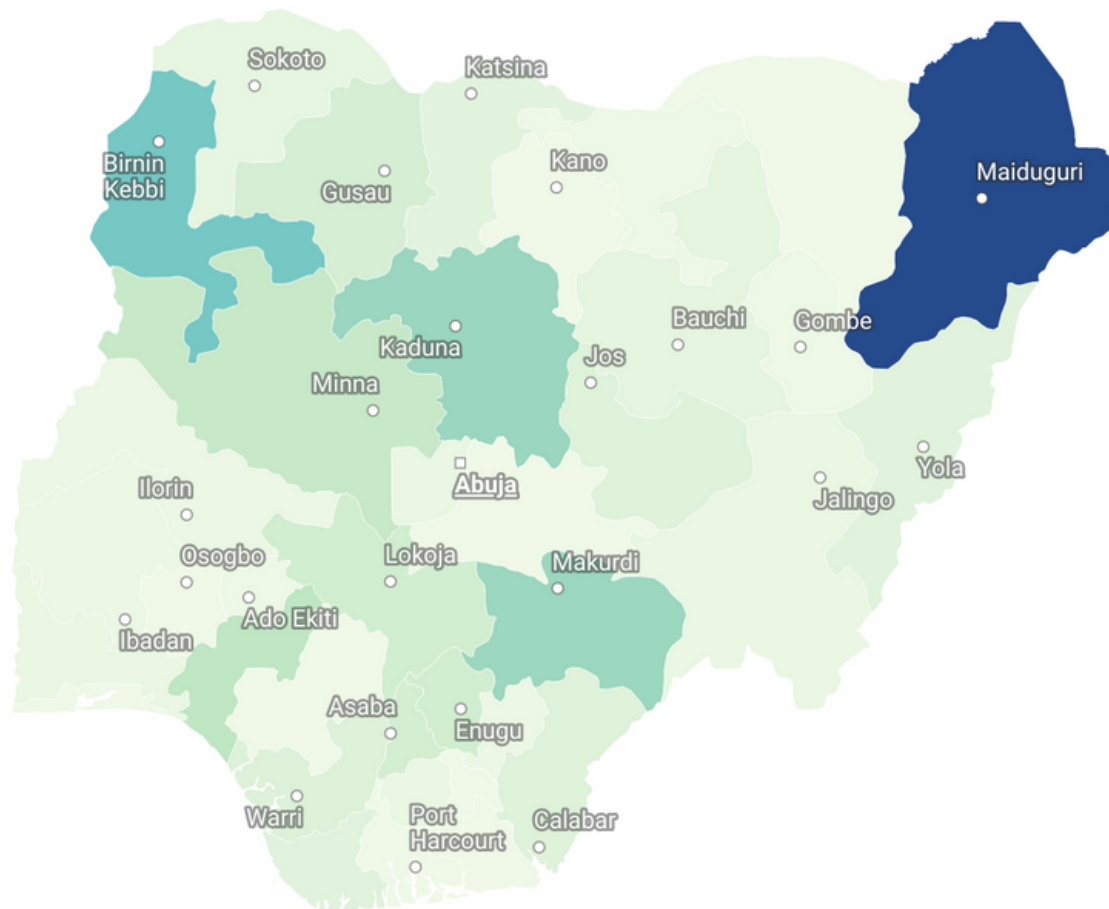 Sokoto
Katsina
Birnin
Kebbi
Gusau
Kano
Maiduguri
Kaduna
Jos
Bauchi
Gombe
Minna
Abuja
Yola
Jalingo
Ilorin
Osogbo
Lokoja
Makurdi
Ado Ekiti
Ibadan
Asaba
Enugu
Warri
Port
Harcourt
Calabar